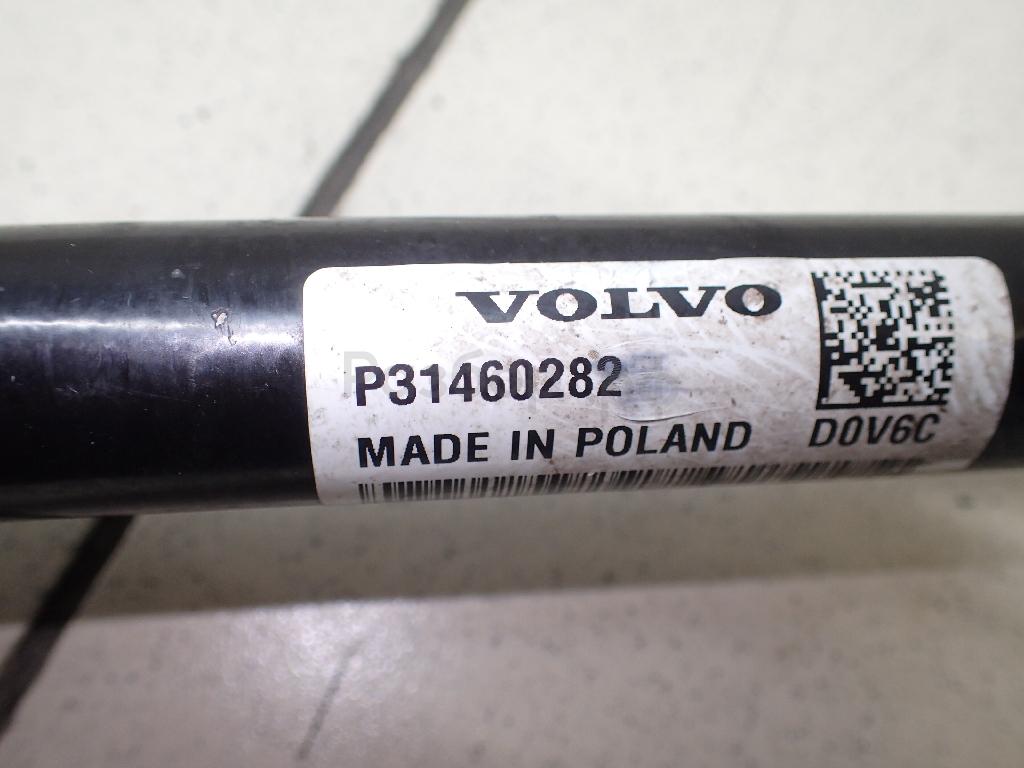 VOLVO
P31460282
MADE IN POLAND
D0V6C